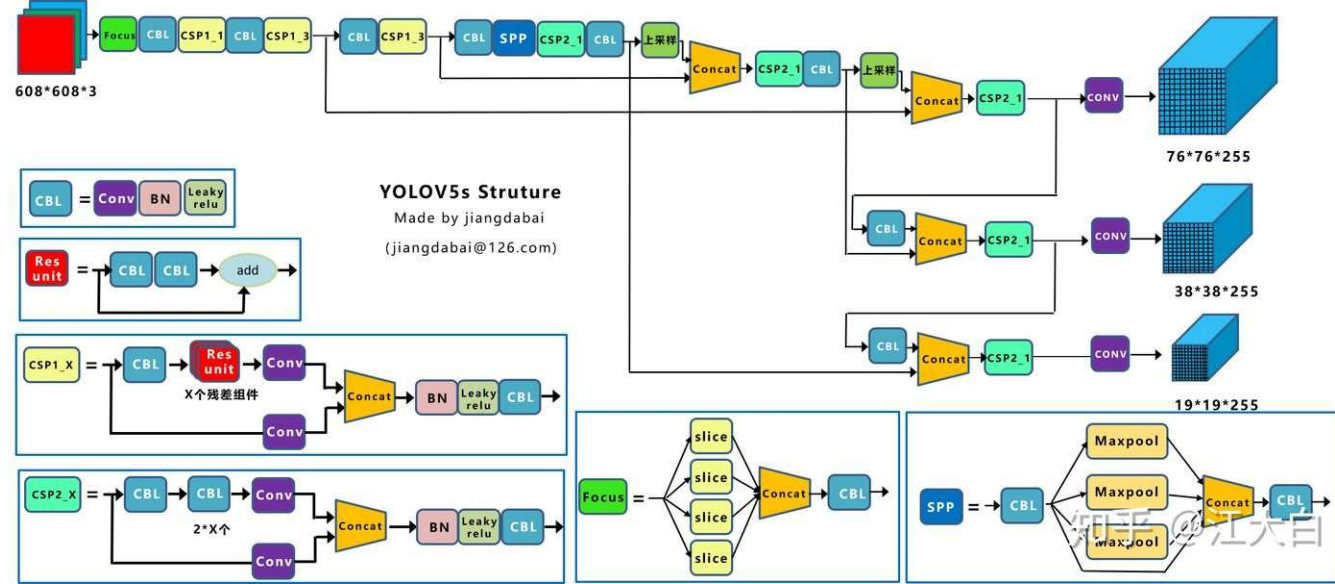 Focus CBL CSP1_1 CBL CSP1_3 CBL CSP1_3 CBL SPP CSP2_1 CBL 上采样
Concat CSP2_1 CBL 上采样
Concat CSP2_1 CONV
608*608*3
76*76*255
YOLOV5s Struture
Made by jiangdabai
(jiangdabai@126.com)
CBL = Conv BN Leaky relu
CBL Concat CSP2_1 CONV
38*38*255
Res unit = CBL CBL add
CBL Concat CSP2_1 CONV
19*19*255
CSP1_X = CBL Res unit Conv
X个残差组件
Concat BN Leaky relu CBL
Conv
CSP2_X = CBL CBL Conv
2*X个
Concat BN Leaky relu CBL
Conv
Focus = slice
slice
slice
slice
Concat CBL
SPP = CBL Maxpool
Maxpool
Maxpool
Concat CBL
知乎 @江大白